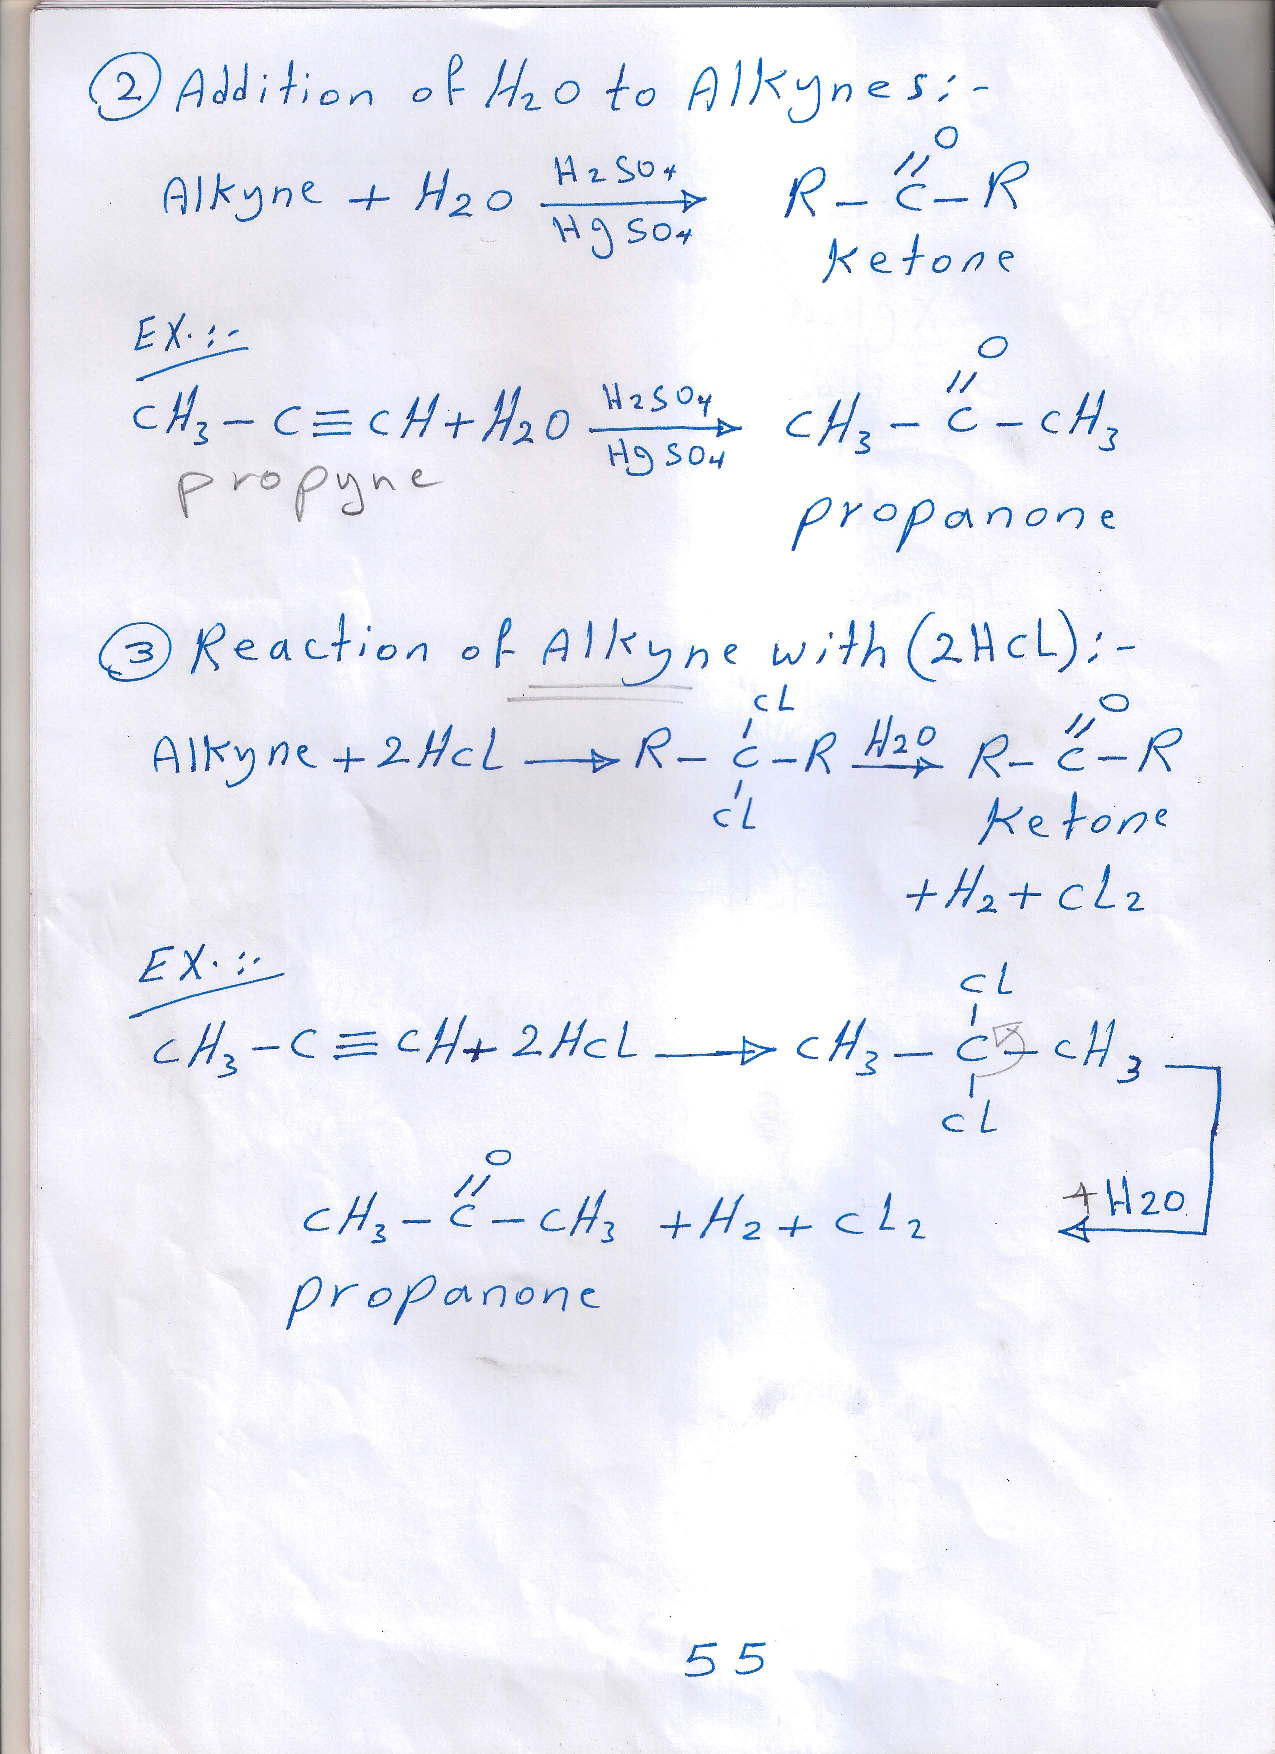 ② Addition of H2O to Alkynes:-
O
Alkyne + H2O H2SO4 R - C - R
HgSO4
Ketone
EX.:-
O
CH3 - C ≡ CH + H2O H2SO4 CH3 - C - CH3
HgSO4
propyne
propanone
③ Reaction of Alkyne with (2HCL):-
CL O
Alkyne + 2HCL → R - C - R H2O R - C - R
CL Ketone
+ H2 + CL2
EX.:-
CL
CH3 - C ≡ CH + 2HCL → CH3 - C - CH3
CL
O
CH3 - C - CH3 + H2 + CL2 + H2O
propanone
55